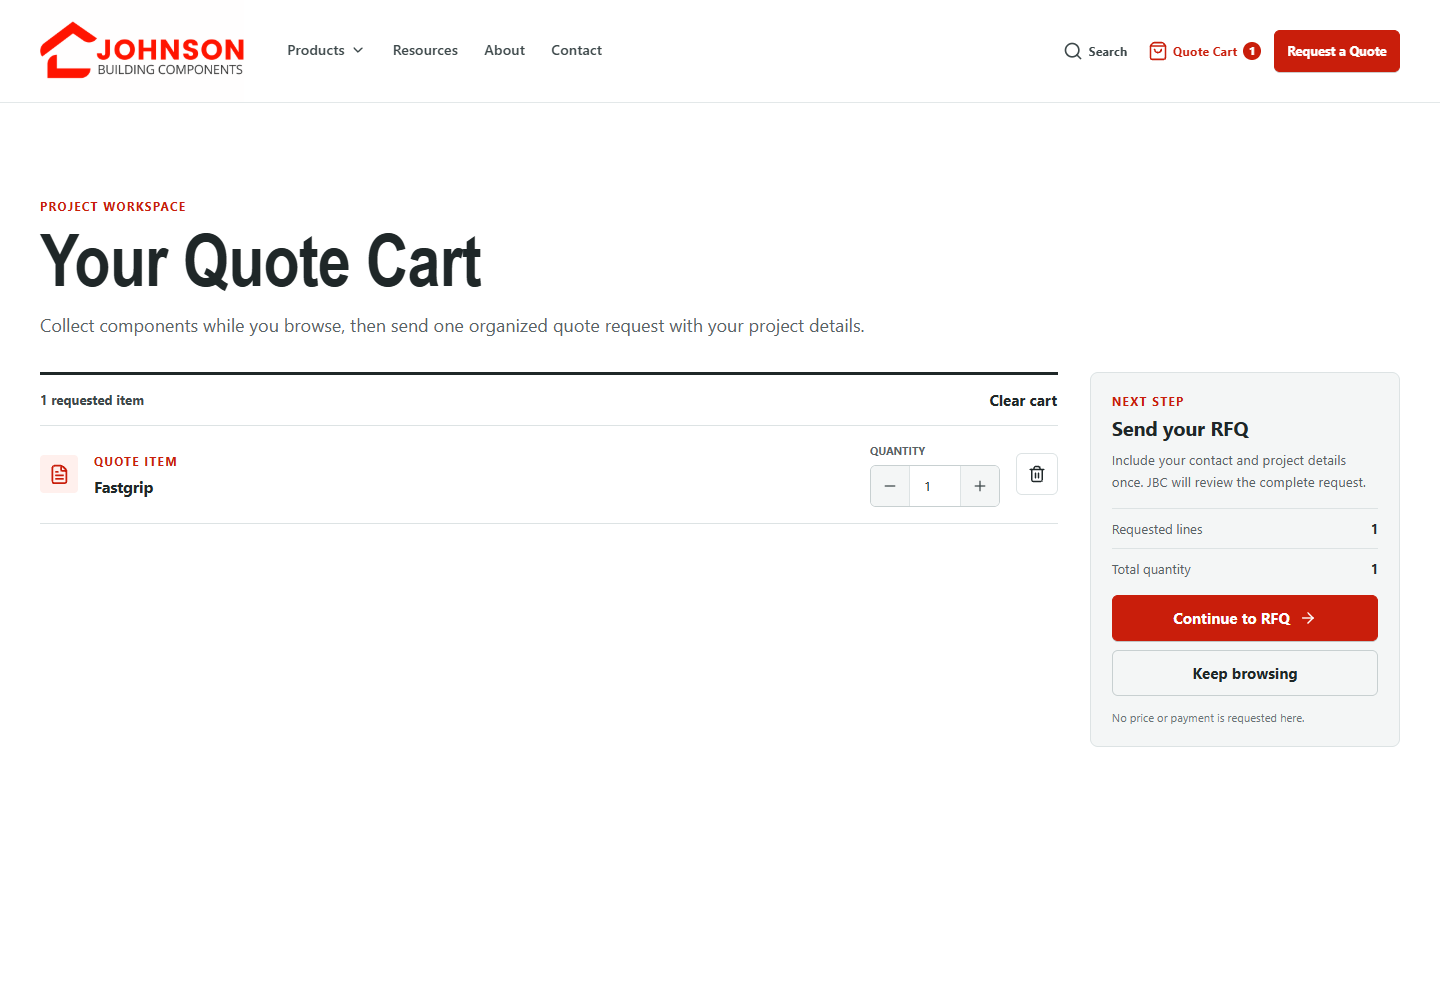 JOHNSON
BUILDING COMPONENTS
Products
Resources
About
Contact
Search
Quote Cart 1
Request a Quote
PROJECT WORKSPACE
Your Quote Cart
Collect components while you browse, then send one organized quote request with your project details.
1 requested item
Clear cart
QUOTE ITEM
Fastgrip
QUANTITY
1
NEXT STEP
Send your RFQ
Include your contact and project details
once. JBC will review the complete request.
Requested lines 1
Total quantity 1
Continue to RFQ
Keep browsing
No price or payment is requested here.